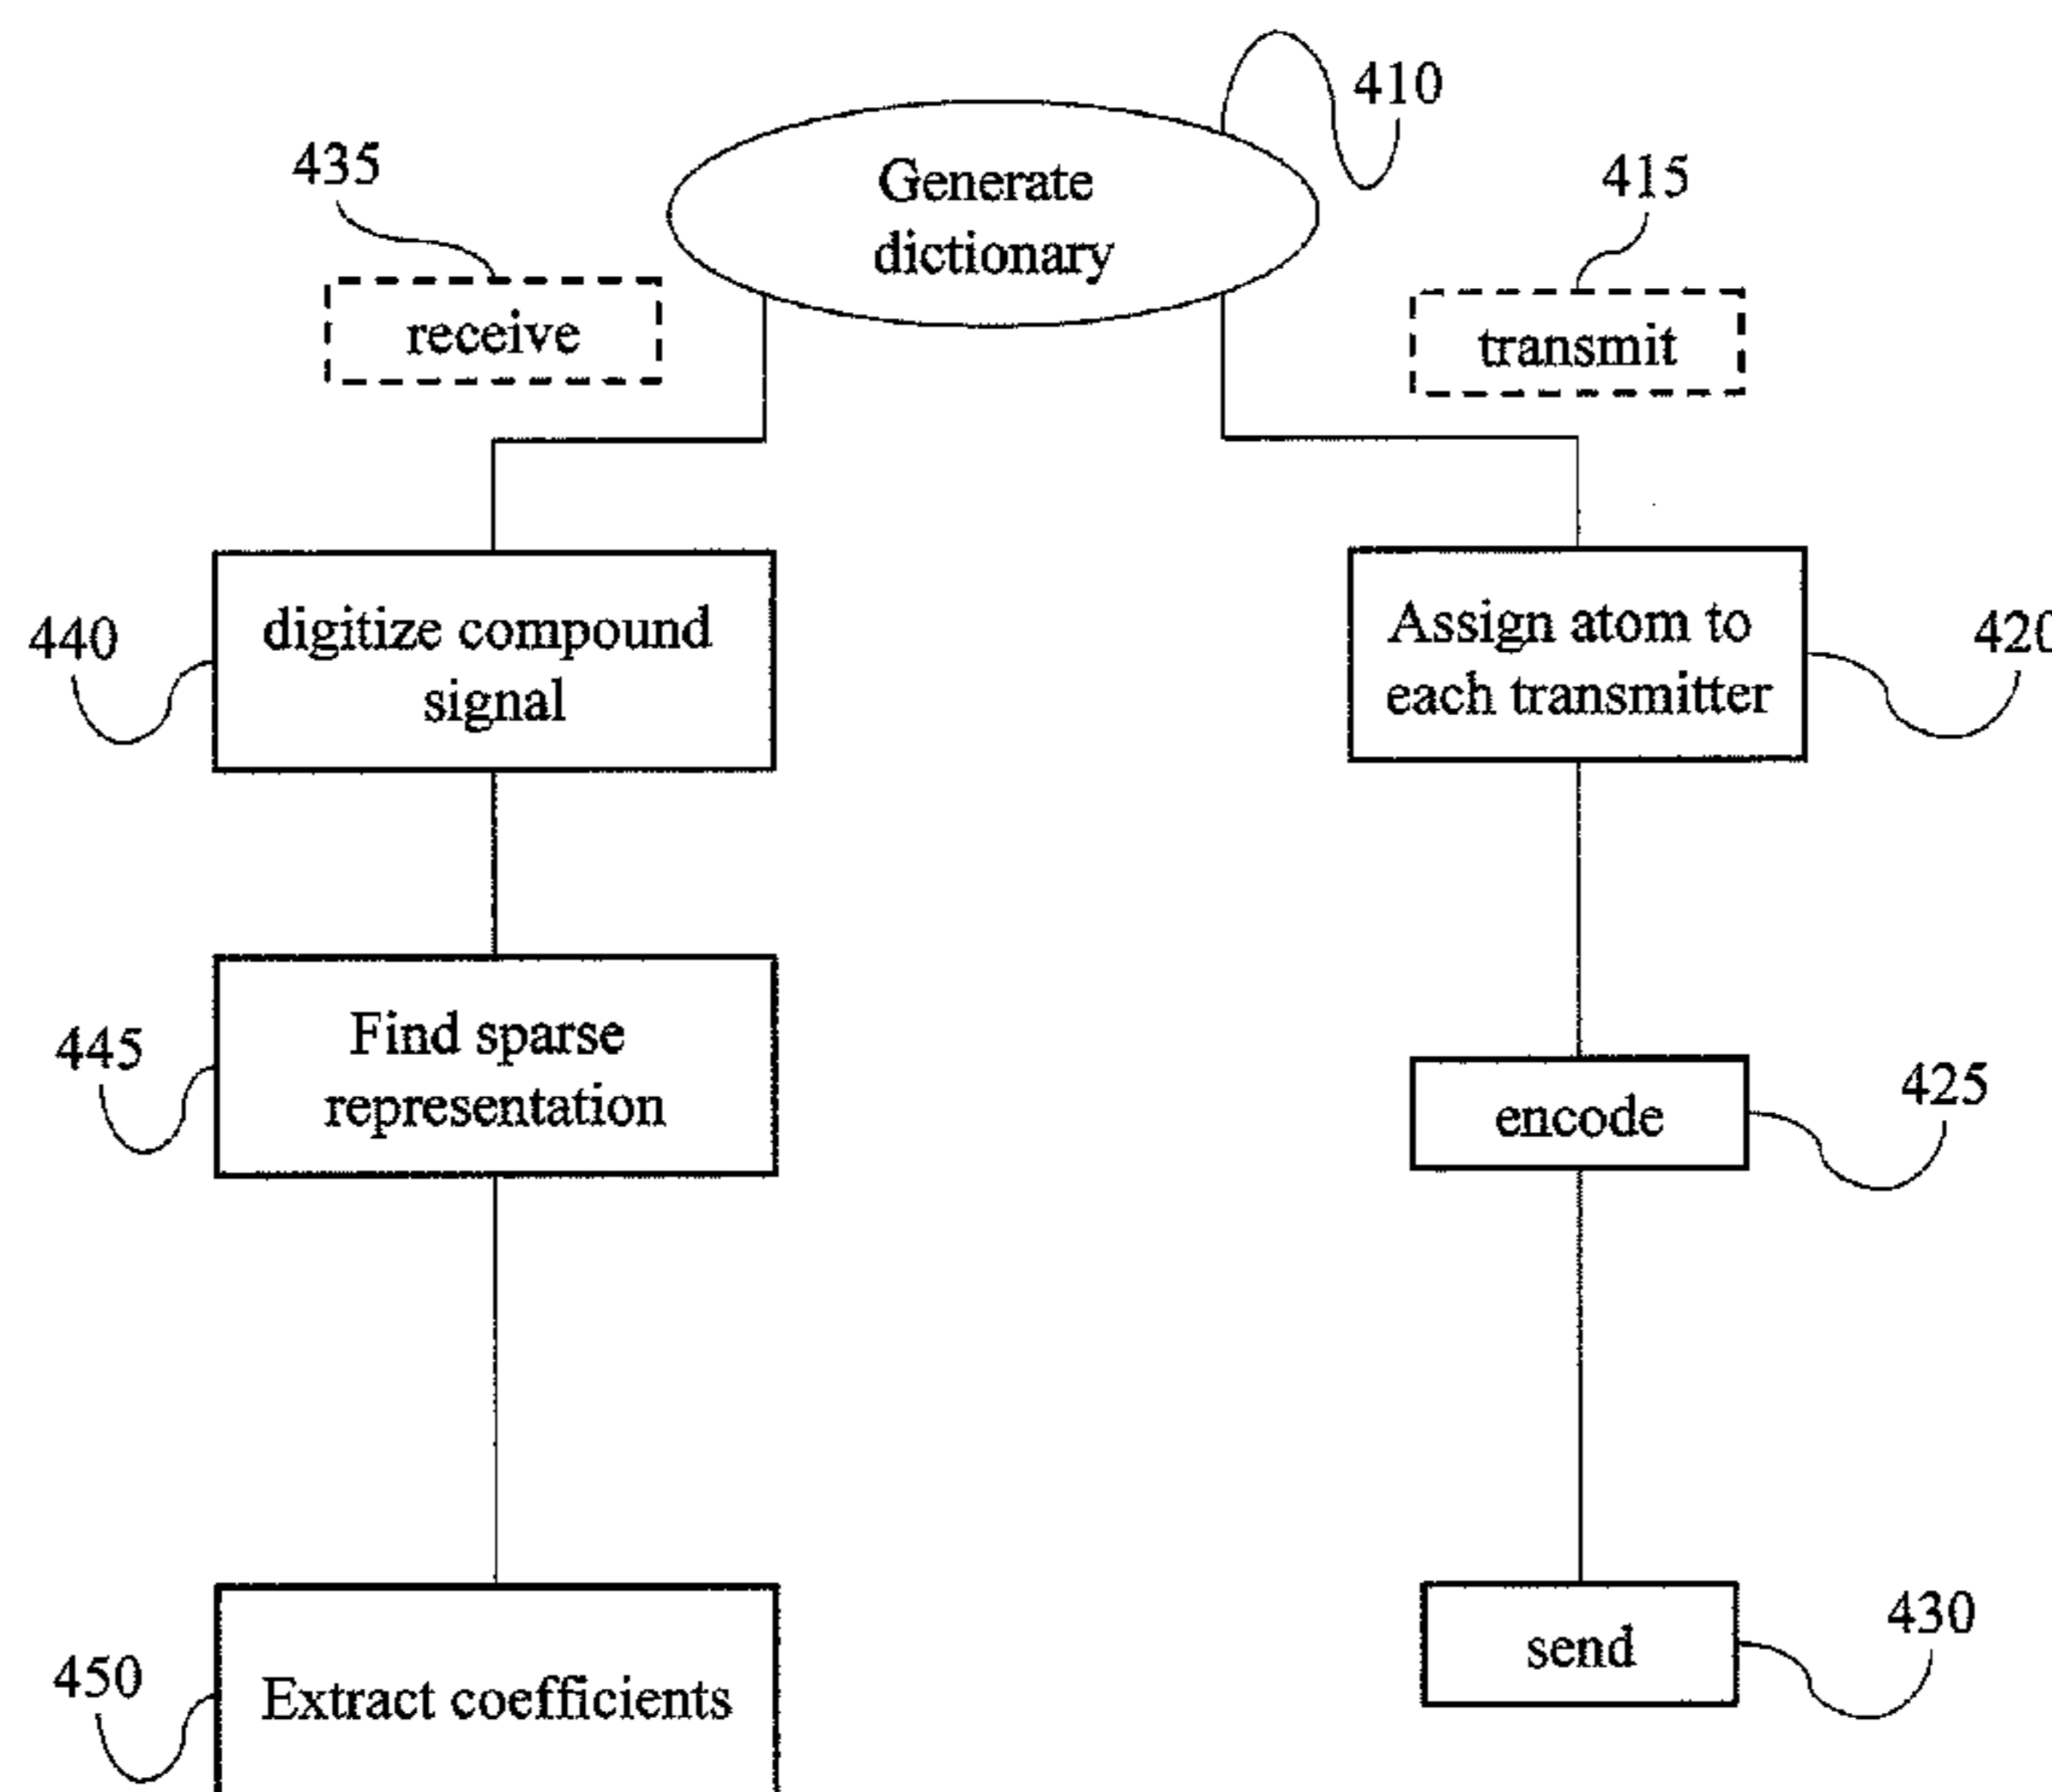 410
Generate
dictionary
435
415
receive
transmit
440
digitize compound
signal
Assign atom to
each transmitter
420
445
Find sparse
representation
encode
425
450
Extract coefficients
send
430